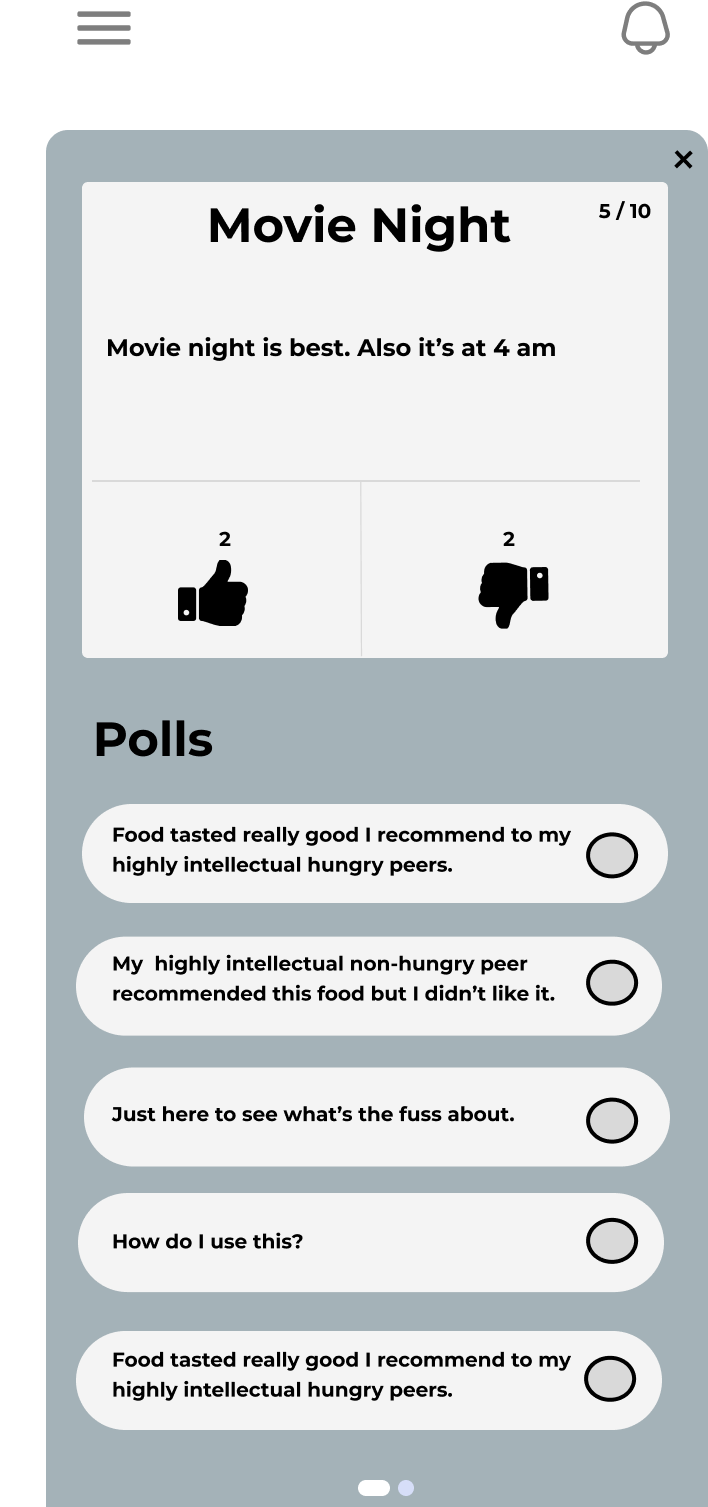 Movie Night
5 / 10
Movie night is best. Also it’s at 4 am
2
2
Polls
Food tasted really good I recommend to my
highly intellectual hungry peers.
My  highly intellectual non-hungry peer
recommended this food but I didn’t like it.
Just here to see what’s the fuss about.
How do I use this?
Food tasted really good I recommend to my
highly intellectual hungry peers.